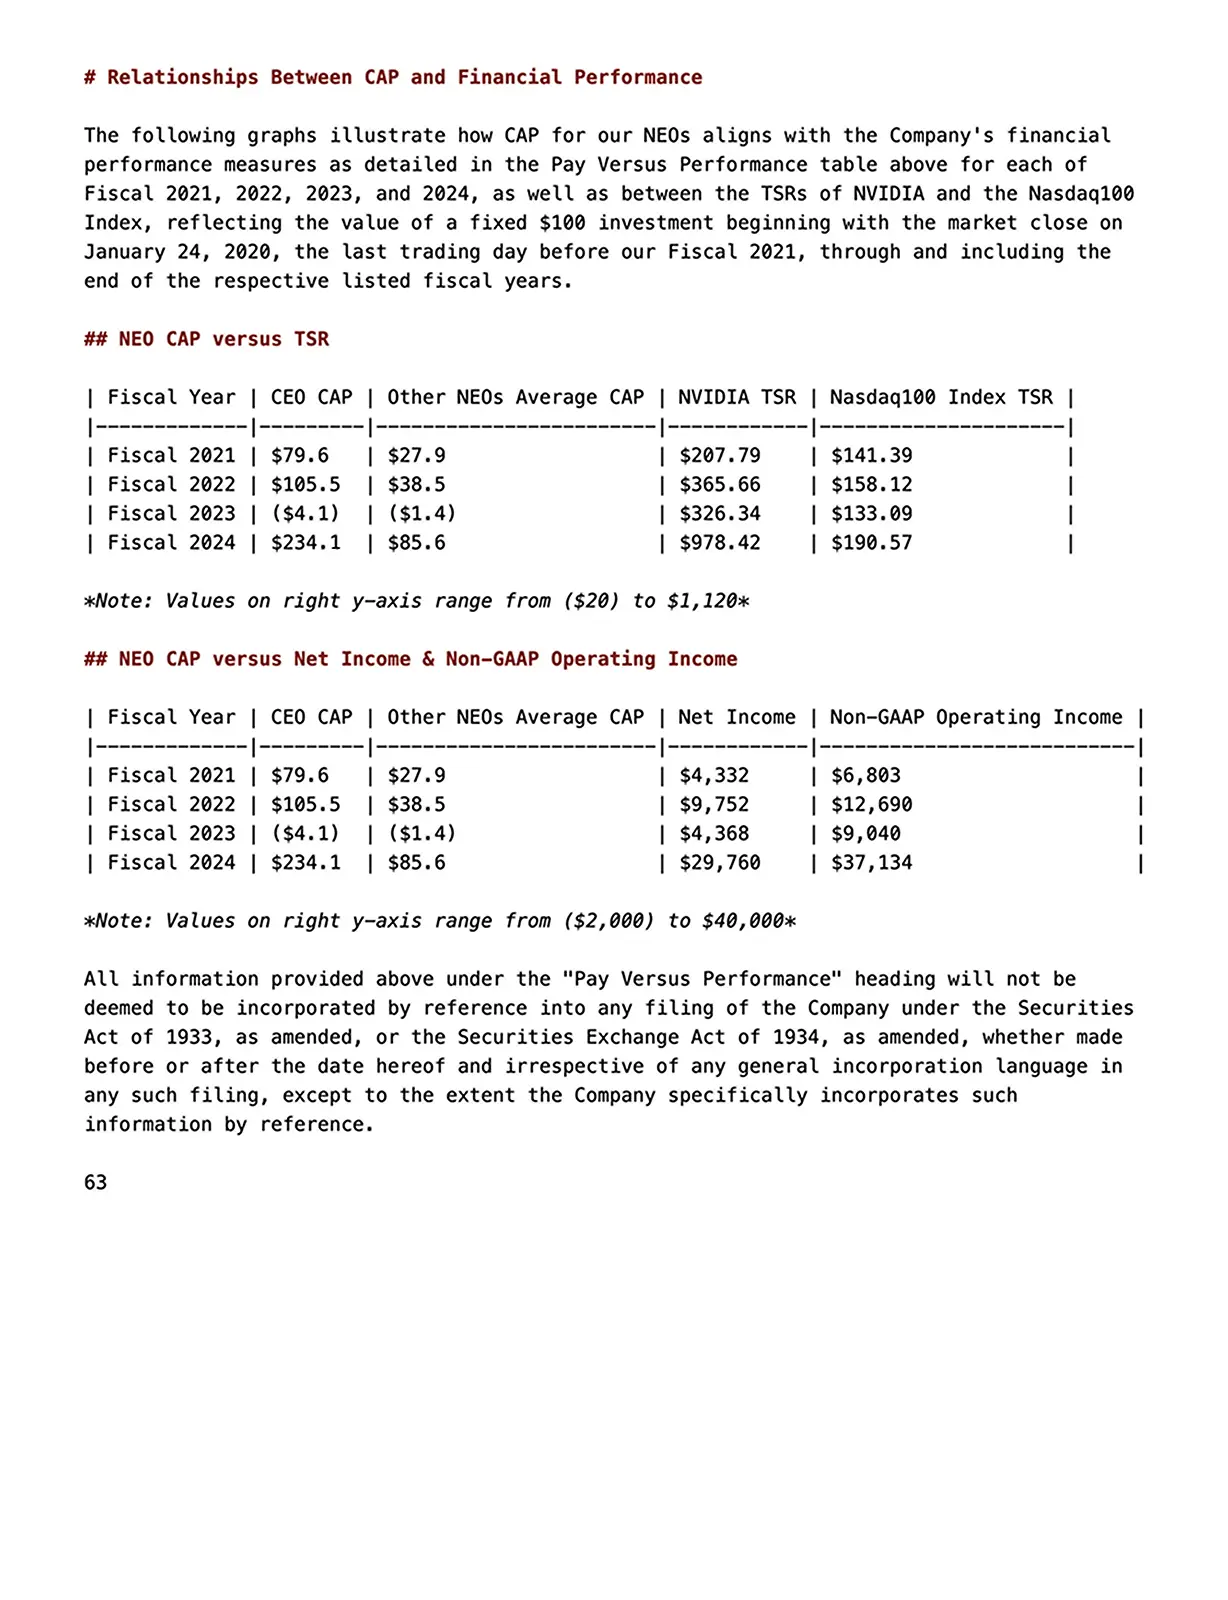 # Relationships Between CAP and Financial Performance
The following graphs illustrate how CAP for our NEOs aligns with the Company's financial
performance measures as detailed in the Pay Versus Performance table above for each of
Fiscal 2021, 2022, 2023, and 2024, as well as between the TSRs of NVIDIA and the Nasdaq100
Index, reflecting the value of a fixed $100 investment beginning with the market close on
January 24, 2020, the last trading day before our Fiscal 2021, through and including the
end of the respective listed fiscal years.
## NEO CAP versus TSR
| Fiscal Year | CEO CAP | Other NEOs Average CAP | NVIDIA TSR | Nasdaq100 Index TSR |
|-------------|---------|------------------------|------------|---------------------|
| Fiscal 2021 | $79.6   | $27.9                  | $207.79    | $141.39             |
| Fiscal 2022 | $105.5  | $38.5                  | $365.66    | $158.12             |
| Fiscal 2023 | ($4.1)  | ($1.4)                 | $326.34    | $133.09             |
| Fiscal 2024 | $234.1  | $85.6                  | $978.42    | $190.57             |
*Note: Values on right y-axis range from ($20) to $1,120*
## NEO CAP versus Net Income & Non-GAAP Operating Income
| Fiscal Year | CEO CAP | Other NEOs Average CAP | Net Income | Non-GAAP Operating Income |
|-------------|---------|------------------------|------------|---------------------------|
| Fiscal 2021 | $79.6   | $27.9                  | $4,332     | $6,803                    |
| Fiscal 2022 | $105.5  | $38.5                  | $9,752     | $12,690                   |
| Fiscal 2023 | ($4.1)  | ($1.4)                 | $4,368     | $9,040                    |
| Fiscal 2024 | $234.1  | $85.6                  | $29,760    | $37,134                   |
*Note: Values on right y-axis range from ($2,000) to $40,000*
All information provided above under the "Pay Versus Performance" heading will not be
deemed to be incorporated by reference into any filing of the Company under the Securities
Act of 1933, as amended, or the Securities Exchange Act of 1934, as amended, whether made
before or after the date hereof and irrespective of any general incorporation language in
any such filing, except to the extent the Company specifically incorporates such
information by reference.
63